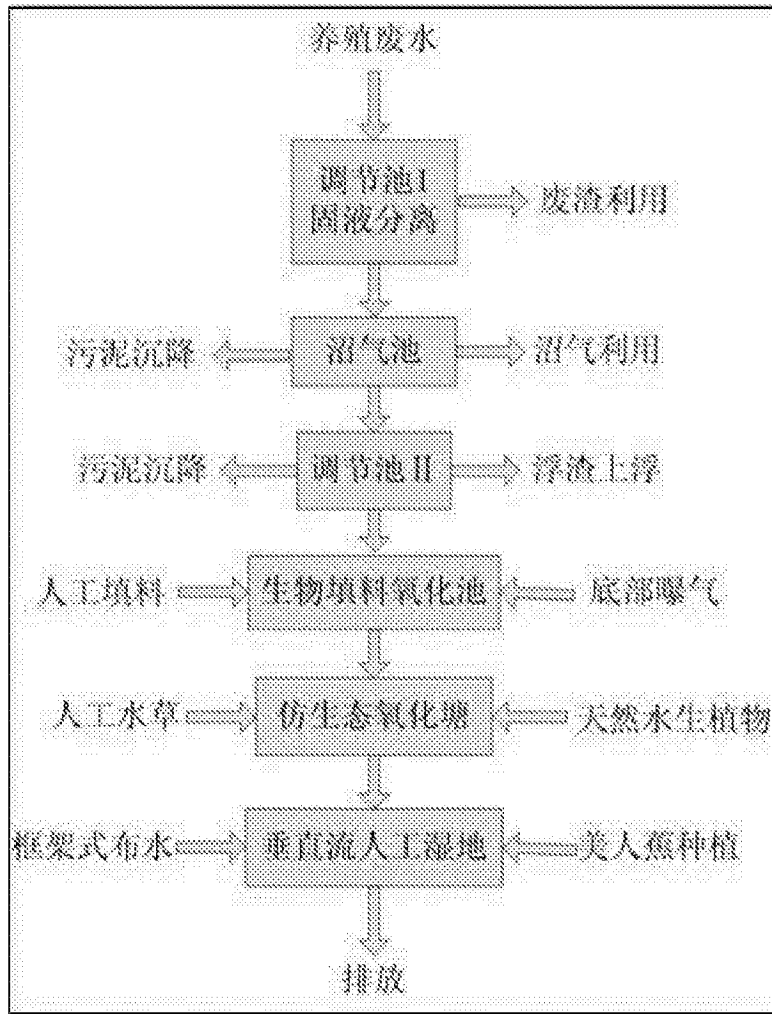 养殖废水
调节池I
固液分离
废渣利用
污泥沉降
沼气池
沼气利用
污泥沉降
调节池II
浮渣上浮
人工填料
生物填料氧化池
底部曝气
人工水草
仿生态氧化塘
天然水生植物
框架式布水
垂直流人工湿地
美人蕉种植
排放